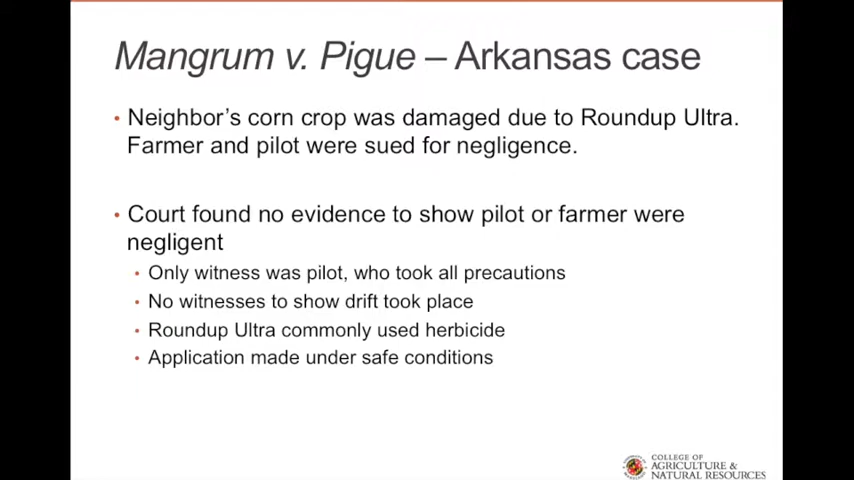 Mangrum v. Pigue – Arkansas case
• Neighbor's corn crop was damaged due to Roundup Ultra.
Farmer and pilot were sued for negligence.
• Court found no evidence to show pilot or farmer were
negligent
• Only witness was pilot, who took all precautions
• No witnesses to show drift took place
• Roundup Ultra commonly used herbicide
• Application made under safe conditions
COLLEGE OF
AGRICULTURE &
NATURAL RESOURCES